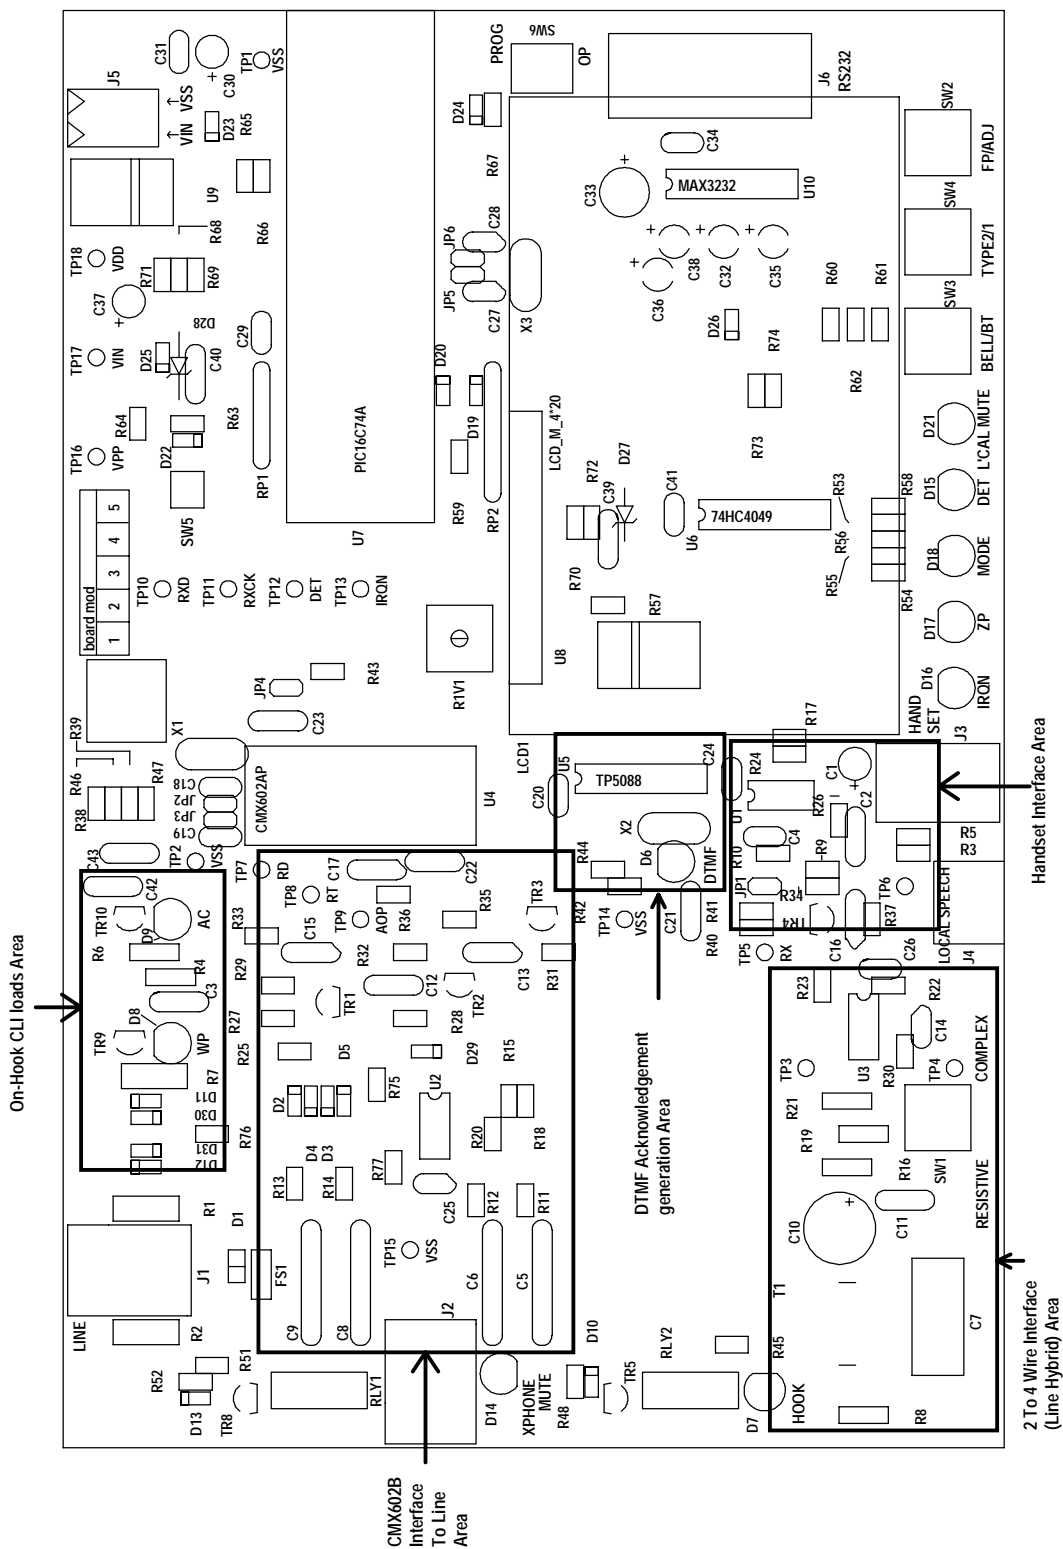 On-Hook CLI loads Area
CMX602B
Interface
To Line
Area
DTMF Acknowledgement
generation Area
Handset Interface Area
2 To 4 Wire Interface
(Line Hybrid) Area
LINE
J1
R2
R1
D1
FS1
R52
D13
TR8
R51
RLY1
J2
D14
XPHONE
MUTE
D10
R48
TR5
RLY2
R45
D7
HOOK
R8
T1
C7
C10
+
C11
R16
SW1
RESISTIVE
COMPLEX
R19
R21
TP3
U3
R30
TP4
C14
R22
R23
J4
C9
C8
C6
C5
TP15
VSS
R13
R14
R77
C25
R12
R11
D2
D4
D3
U2
R20
R18
R75
D5
D29
R15
R25
R27
R29
R33
TR1
R28
TR2
C12
R32
C15
C13
R31
TP7
RD
TP8
RT
TP9
AOP
C17
R36
C22
R35
TR3
R42
D12
D31
D30
D11
R76
R7
TR9
WP
D8
C3
R4
R6
D9
TR10
AC
C42
C43
TP2
VSS
R38
R46
R39
R47
C19
JP3
JP2
C18
X1
CMX602AP
U4
C23
JP4
R43
R1V1
board mod
1
2
3
4
5
TP10
RXD
TP11
RXCK
TP12
DET
TP13
IRQN
TP16
VPP
TP17
VIN
TP18
VDD
SW5
D22
R64
D25
D28
C40
C37
+
R71
R69
R68
U9
R66
R63
RP1
C29
U7
PIC16C74A
J5
VIN
VSS
D23
R65
C31
C30
+
TP1
VSS
R59
RP2
D19
D20
JP5
JP6
C27
C28
X3
R67
D24
PROG
SW6
OP
J6
RS232
LCD_M_4*20
LCD1
U8
R57
R70
R72
C39
D27
C41
U6
74HC4049
R73
R74
D26
C36
+
C38
+
C32
+
C35
+
C33
+
C34
MAX3232
U10
R60
R61
R62
R53
R56
R55
R54
R58
SW2
FP/ADJ
SW4
TYPE2/1
SW3
BELL/BT
D21
L'CAL MUTE
D15
DET
D18
MODE
D17
ZP
D16
IRQN
HAND
SET
J3
R5
R3
LOCAL SPEECH
C20
U5
TP5088
X2
D6
DTMF
R44
TP14
VSS
C21
R41
R40
C24
R17
R24
U1
R26
C1
+
C2
R10
C4
R9
JP1
R34
TR4
TP6
TP5
RX
C16
R37
C26